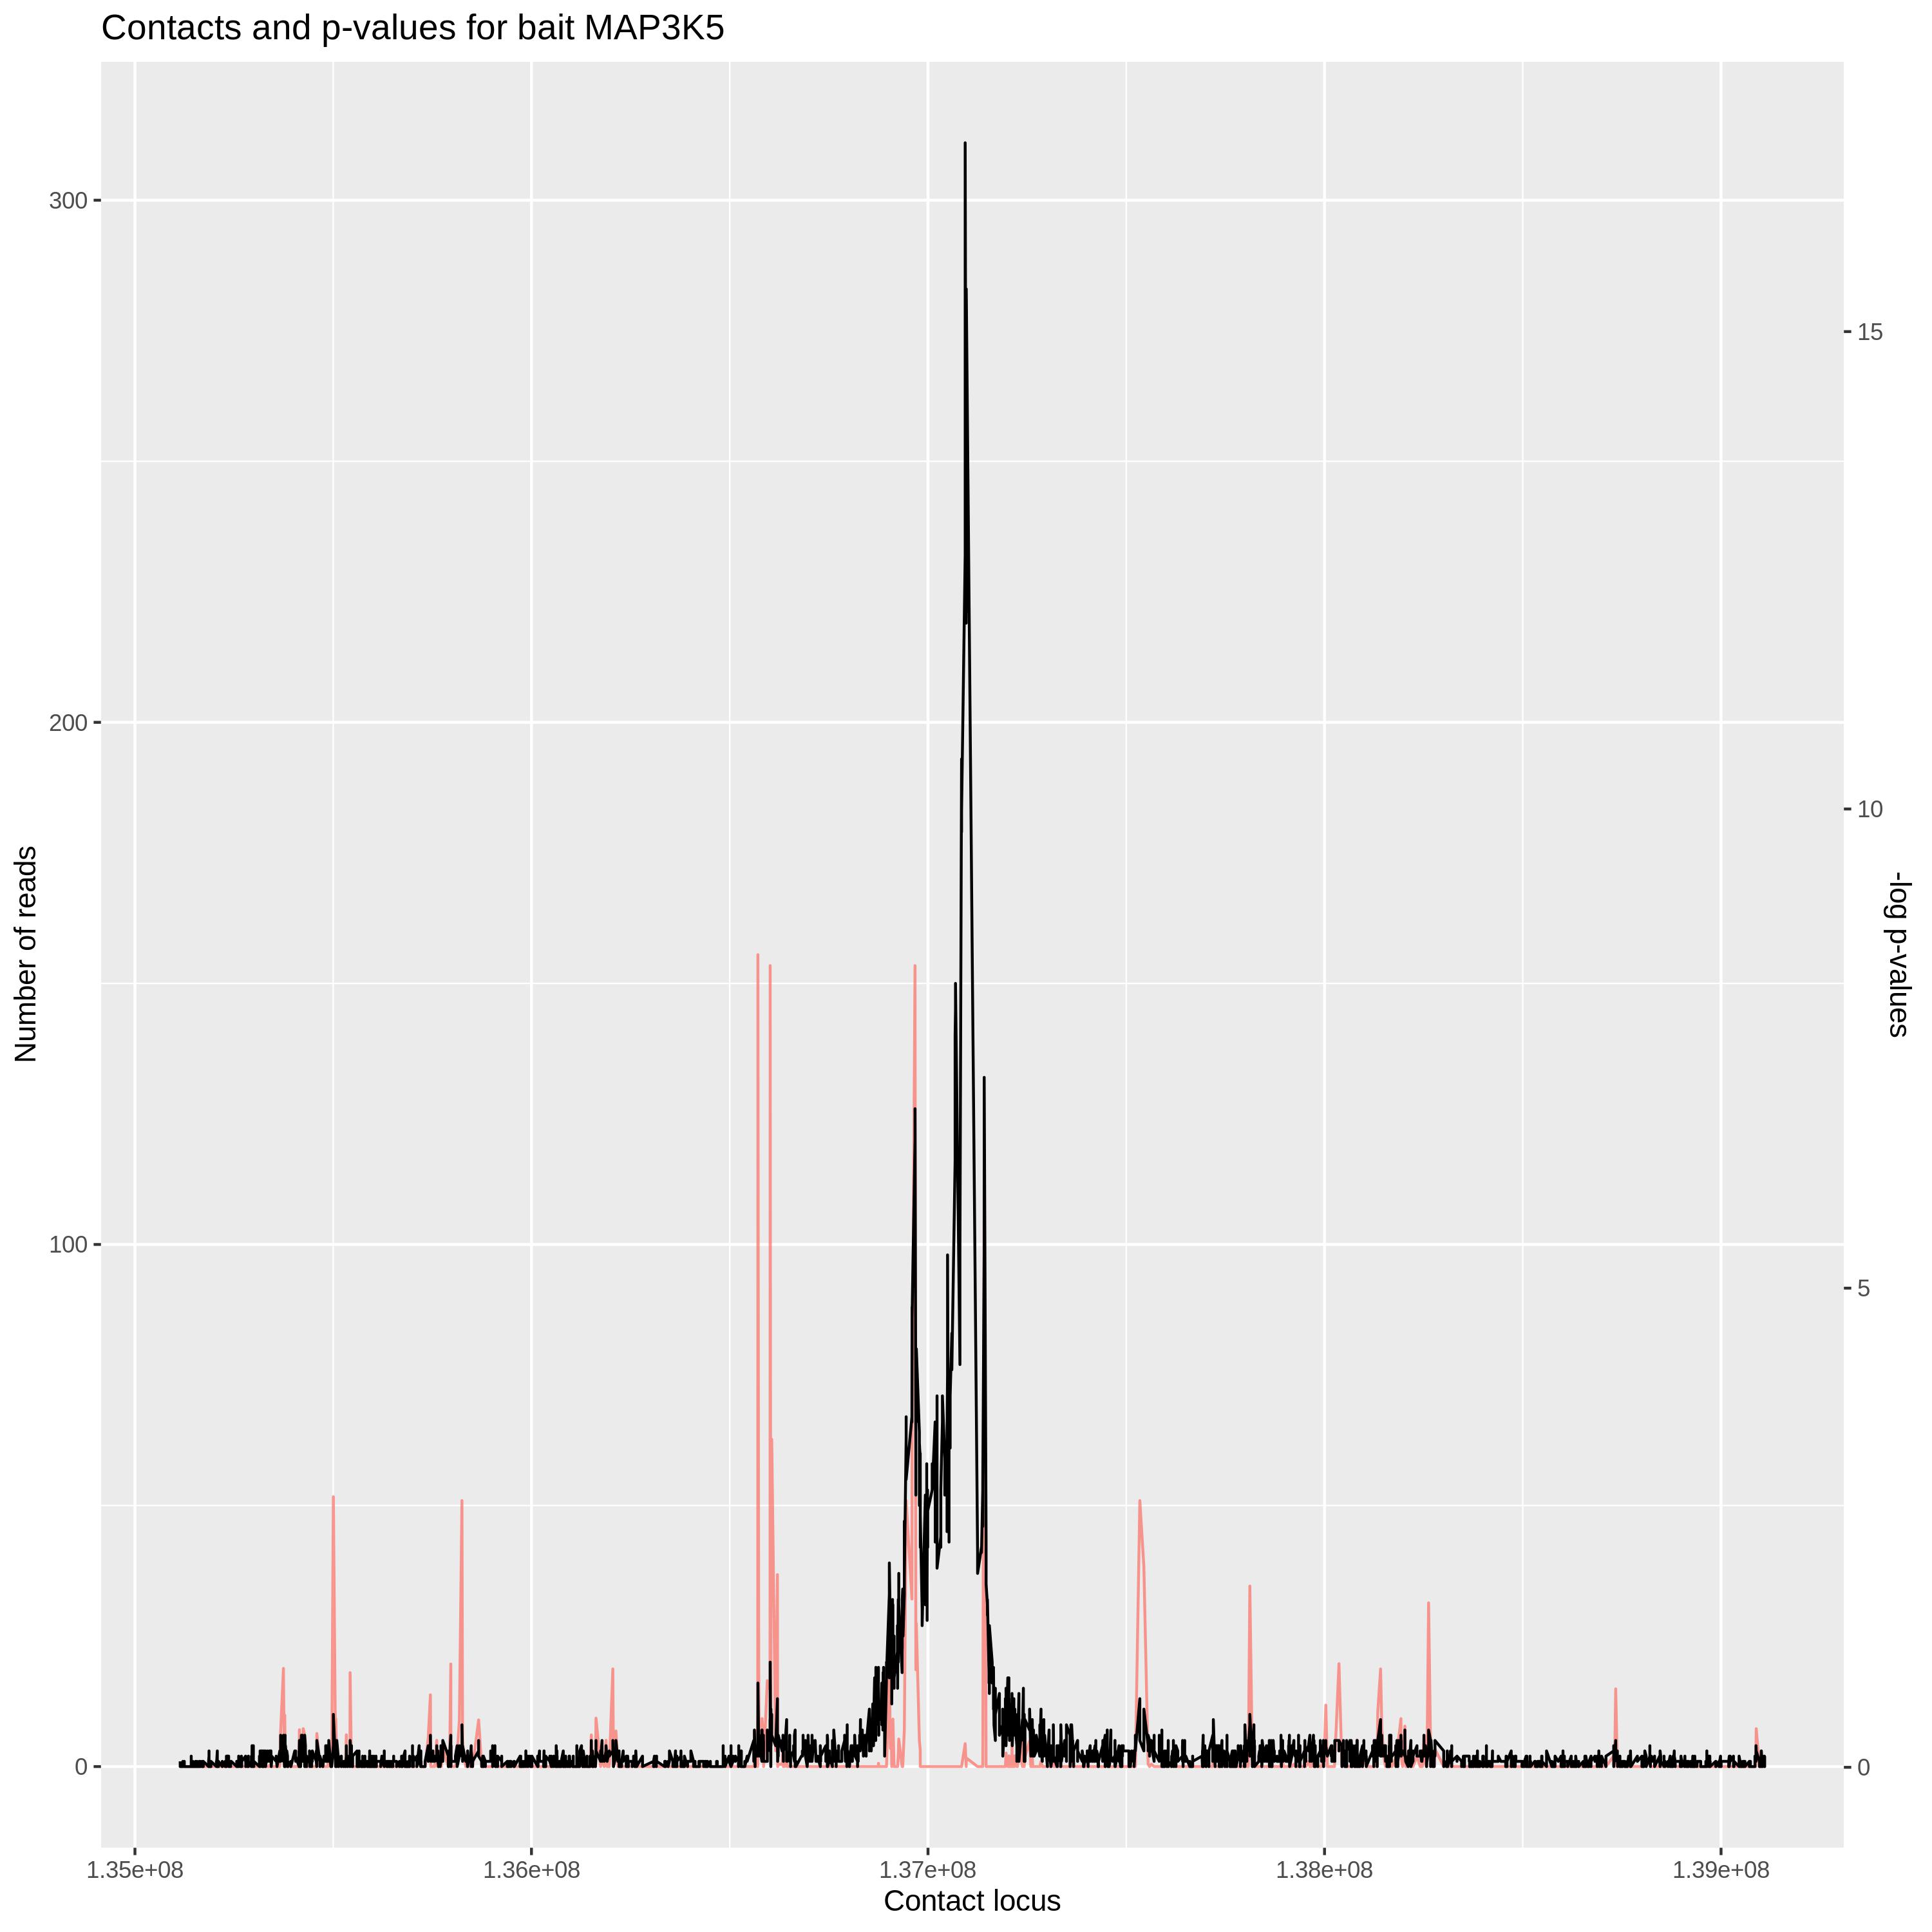 Contacts and p-values for bait MAP3K5
300
200
100
0
Number of reads
15
10
5
0
-log p-values
1.35e+08
1.36e+08
1.37e+08
1.38e+08
1.39e+08
Contact locus